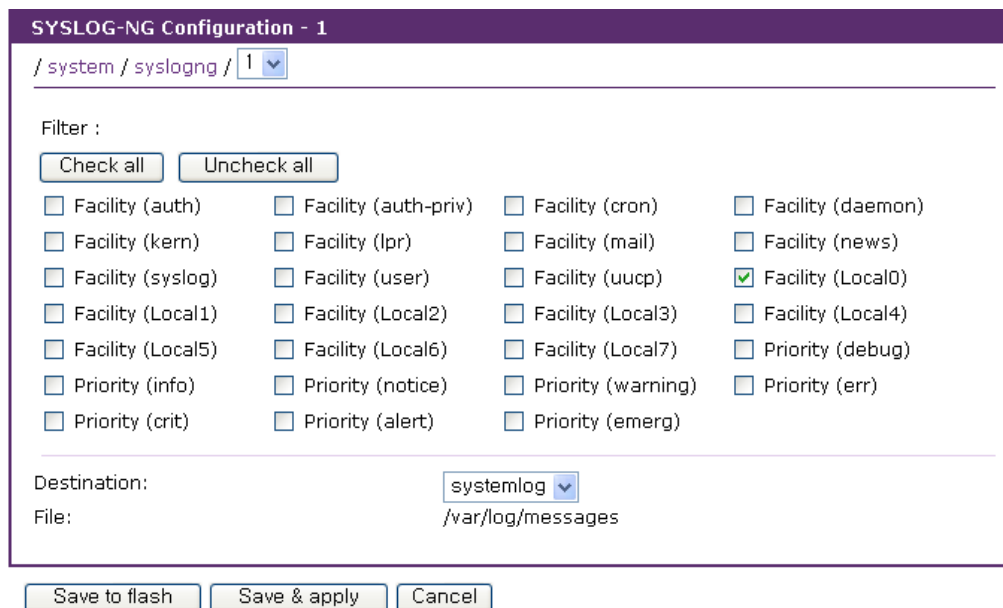 SYSLOG-NG Configuration - 1
/ system / syslogng / 1
Filter :
Check all Uncheck all
Facility (auth) Facility (auth-priv) Facility (cron) Facility (daemon)
Facility (kern) Facility (lpr) Facility (mail) Facility (news)
Facility (syslog) Facility (user) Facility (uucp) Facility (Local0)
Facility (Local1) Facility (Local2) Facility (Local3) Facility (Local4)
Facility (Local5) Facility (Local6) Facility (Local7) Priority (debug)
Priority (info) Priority (notice) Priority (warning) Priority (err)
Priority (crit) Priority (alert) Priority (emerg)
Destination: systemlog
File: /var/log/messages
Save to flash Save & apply Cancel